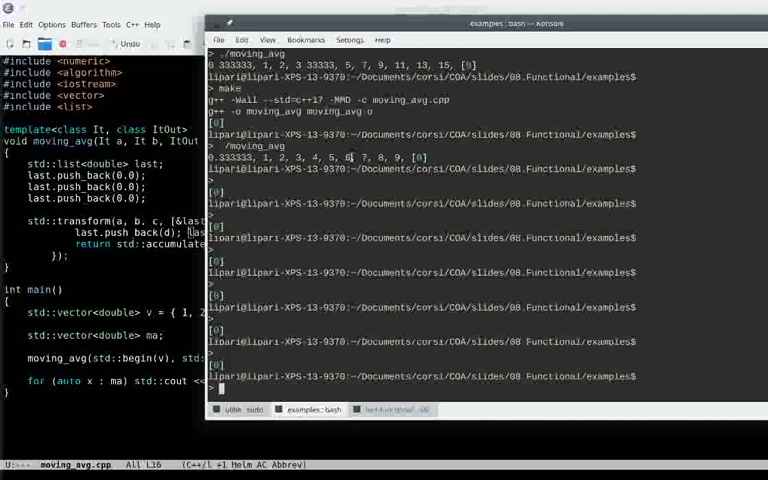 File Edit Options Buffers Tools C++ Help
Undo
#include <numeric>
#include <algorithm>
#include <iostream>
#include <vector>
#include <list>
template<class It, class ItOut>
void moving_avg(It a, It b, ItOut
{
std::list<double> last;
last.push_back(0.0);
last.push_back(0.0);
last.push_back(0.0);
std::transform(a, b. c, [&last
last.push back(d); las
return std::accumulate
});
}
int main()
{
std::vector<double> v = { 1, 2
std::vector<double> ma;
moving_avg(std::begin(v), st
for (auto x : ma) std::cout <<
}
U:--- moving_avg.cpp All L16 (C++/l +1 Helm AC Abbrev)
examples : bash — Konsole
File Edit View Bookmarks Settings Help
> ./moving_avg
0 333333, 1, 2, 3 33333, 5, 7, 9, 11, 13, 15, [0]
lipari@lipari-XPS-13-9370:~/Documents/corsi/COA/slides/08.Functional/examples$
> make
g++ -Wall --std=c++17 -MMD -c moving_avg.cpp
g++ -o moving_avg moving_avg o
[0]
lipari@lipari-XPS-13-9370:~/Documents/corsi/COA/slides/08.Functional/examples$
> /moving_avg
0.333333, 1, 2, 3, 4, 5, 6, 7, 8, 9, [0]
lipari@lipari-XPS-13-9370:~/Documents/corsi/COA/slides/08.Functional/examples$
>
[0]
lipari@lipari-XPS-13-9370:~/Documents/corsi/COA/slides/08.Functional/examples$
>
[0]
lipari@lipari-XPS-13-9370:~/Documents/corsi/COA/slides/08.Functional/examples$
>
[0]
lipari@lipari-XPS-13-9370:~/Documents/corsi/COA/slides/08.Functional/examples$
>
[0]
lipari@lipari-XPS-13-9370:~/Documents/corsi/COA/slides/08.Functional/examples$
>
[0]
lipari@lipari-XPS-13-9370:~/Documents/corsi/COA/slides/08.Functional/examples$
>
[0]
lipari@lipari-XPS-13-9370:~/Documents/corsi/COA/slides/08 Functional/examples$
>
examples : bash